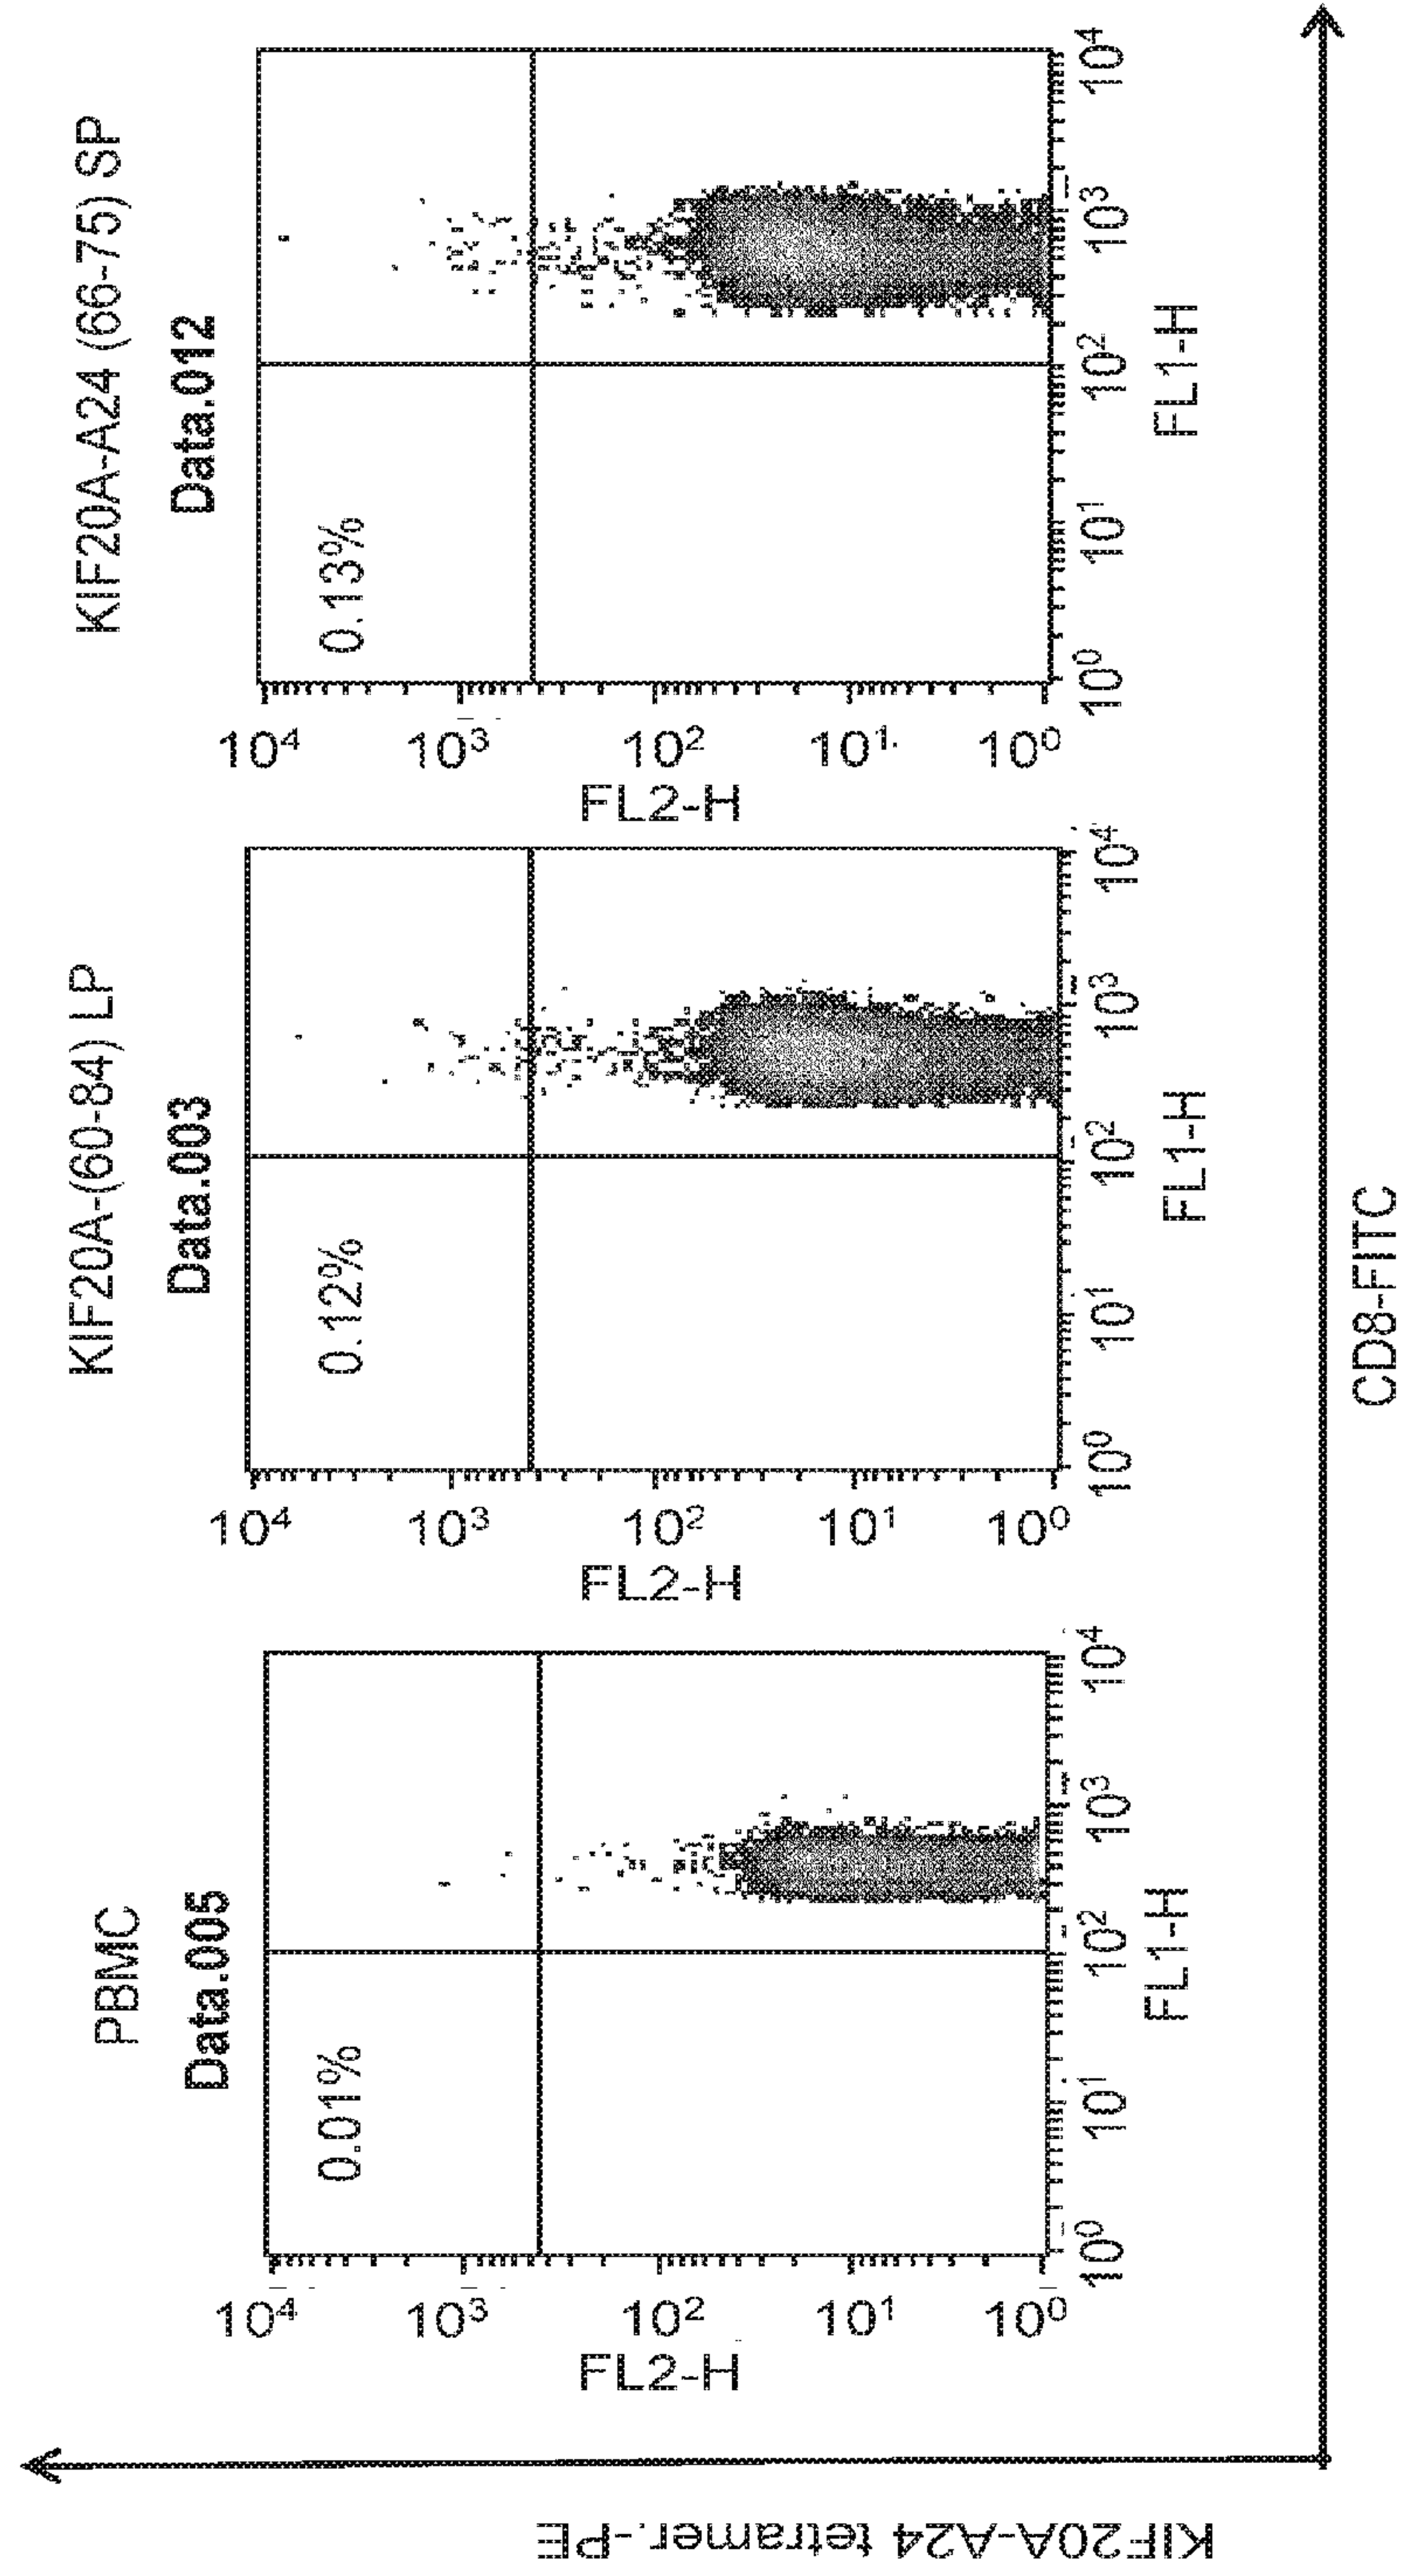 KIF20A-A24 tetramer.-PE
PBMC
Data.005
0.01%
10⁴
10³
10²
10¹
10⁰
FL2-H
10⁰ 10¹ 10² 10³ 10⁴
FL1-H
KIF20A-(60-84) LP
Data.003
0.12%
10⁴
10³
10²
10¹
10⁰
FL2-H
10⁰ 10¹ 10² 10³ 10⁴
FL1-H
KIF20A-A24 (66-75) SP
Data.012
0.13%
10⁴
10³
10²
10¹
10⁰
FL2-H
10⁰ 10¹ 10² 10³ 10⁴
FL1-H
CD8-FITC